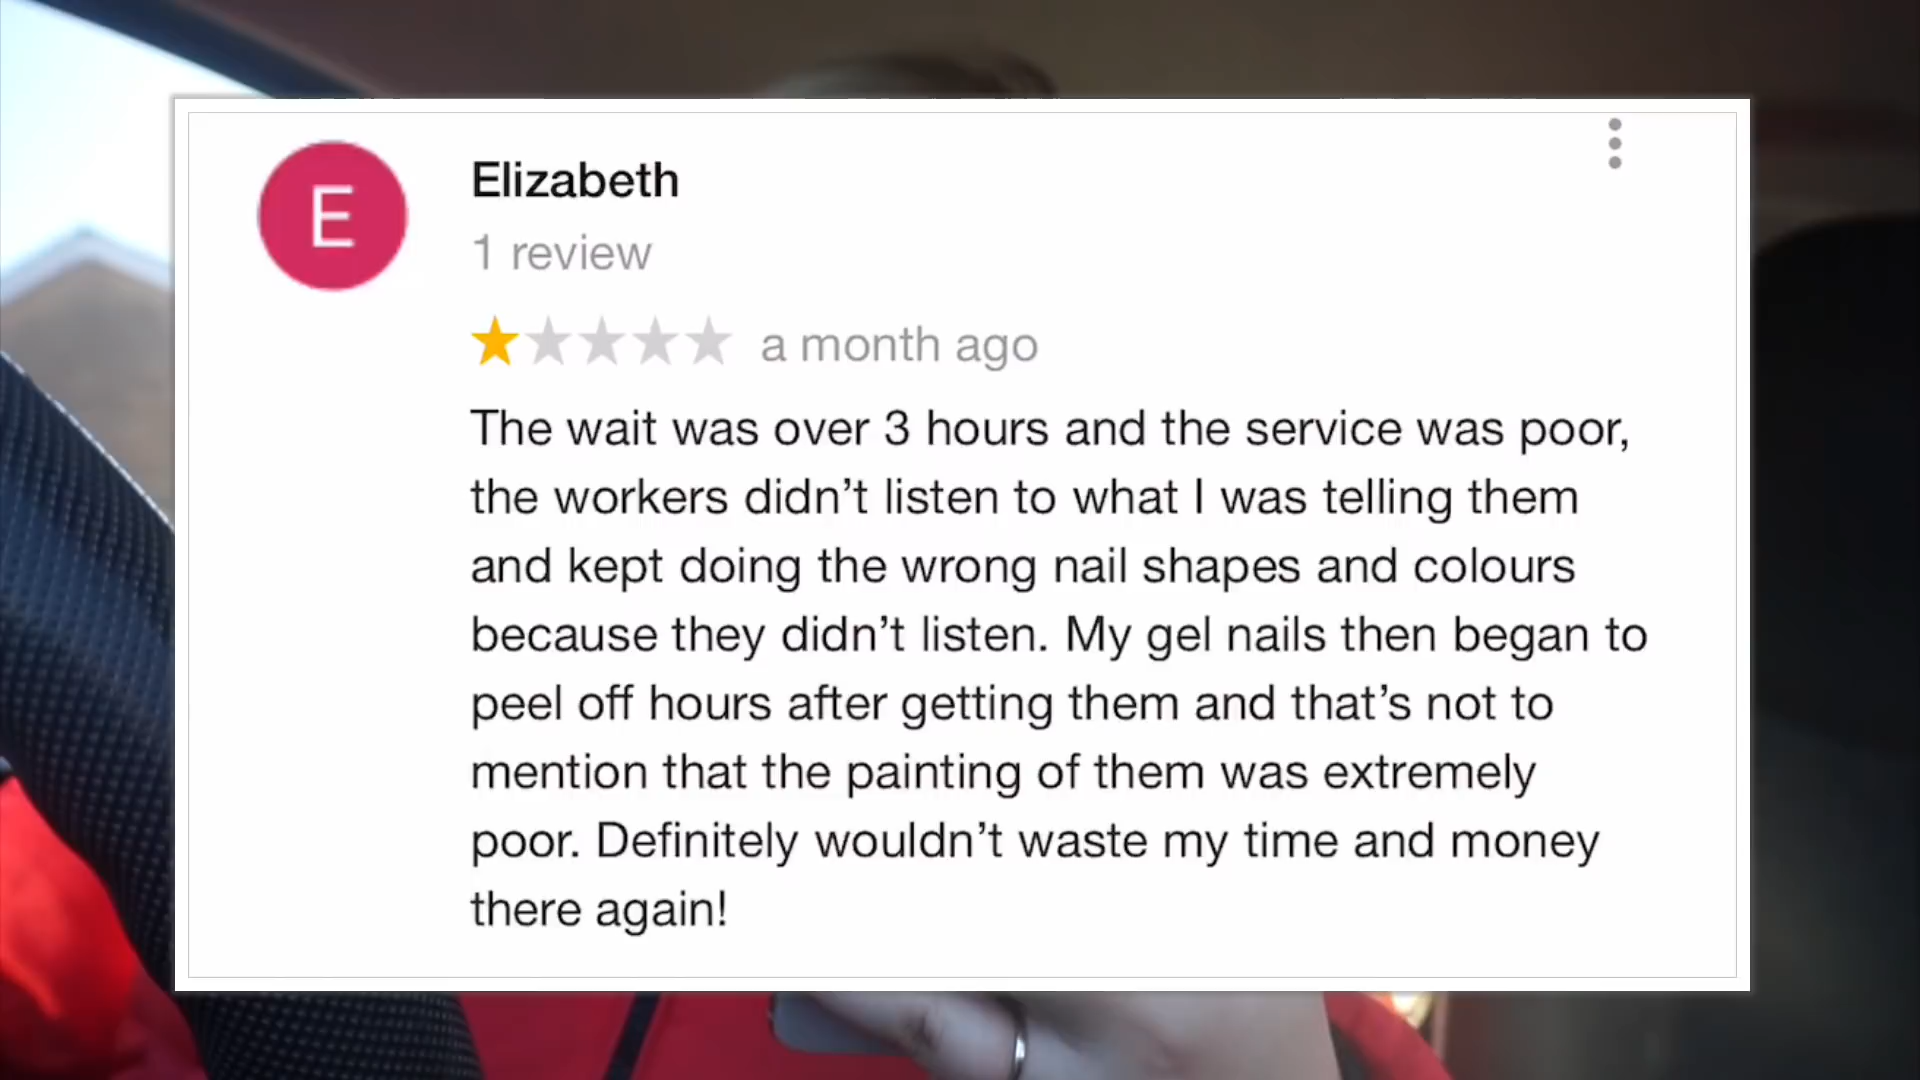 E
Elizabeth
1 review
a month ago
The wait was over 3 hours and the service was poor,
the workers didn’t listen to what I was telling them
and kept doing the wrong nail shapes and colours
because they didn’t listen. My gel nails then began to
peel off hours after getting them and that’s not to
mention that the painting of them was extremely
poor. Definitely wouldn’t waste my time and money
there again!